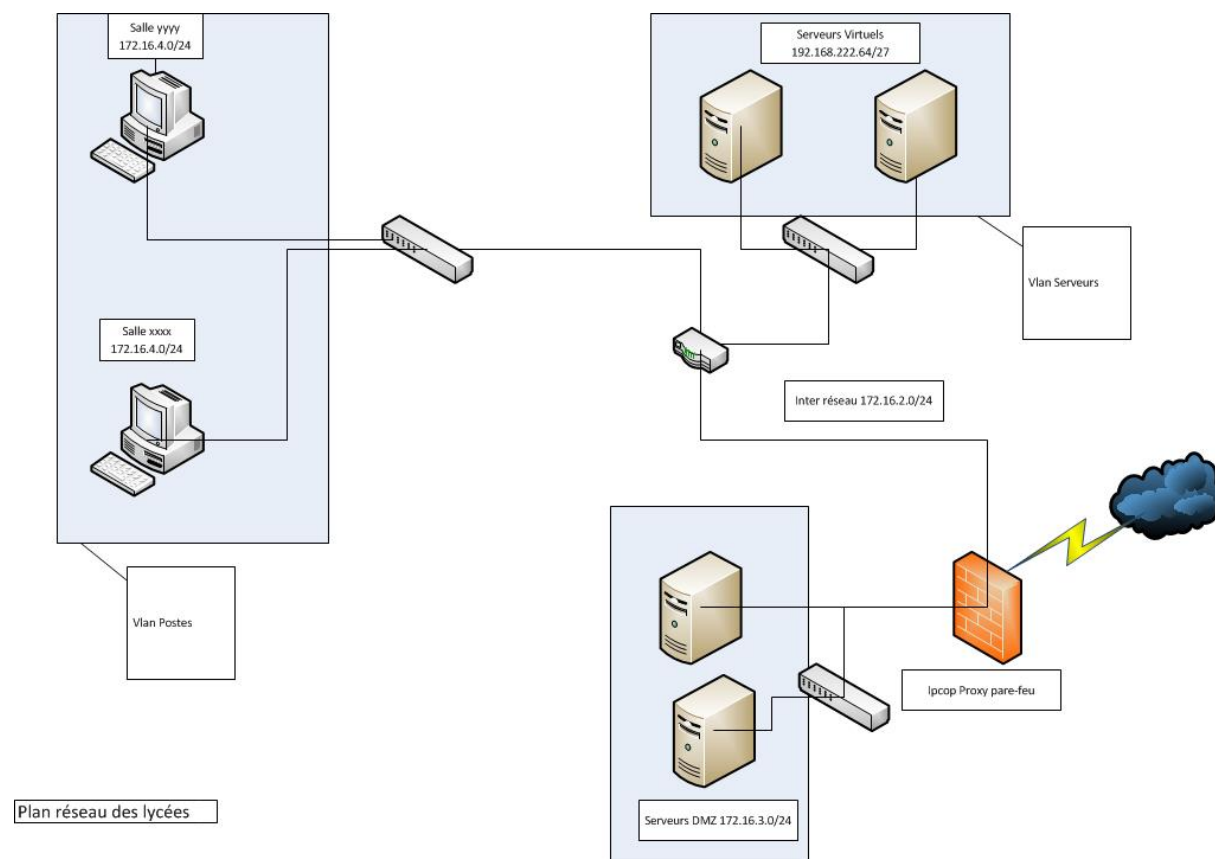 Salle yyyy
172.16.4.0/24
Serveurs Virtuels
192.168.222.64/27
Vlan Serveurs
Salle xxxx
172.16.4.0/24
Inter réseau 172.16.2.0/24
Vlan Postes
Ipcop Proxy pare-feu
Serveurs DMZ 172.16.3.0/24
Plan réseau des lycées